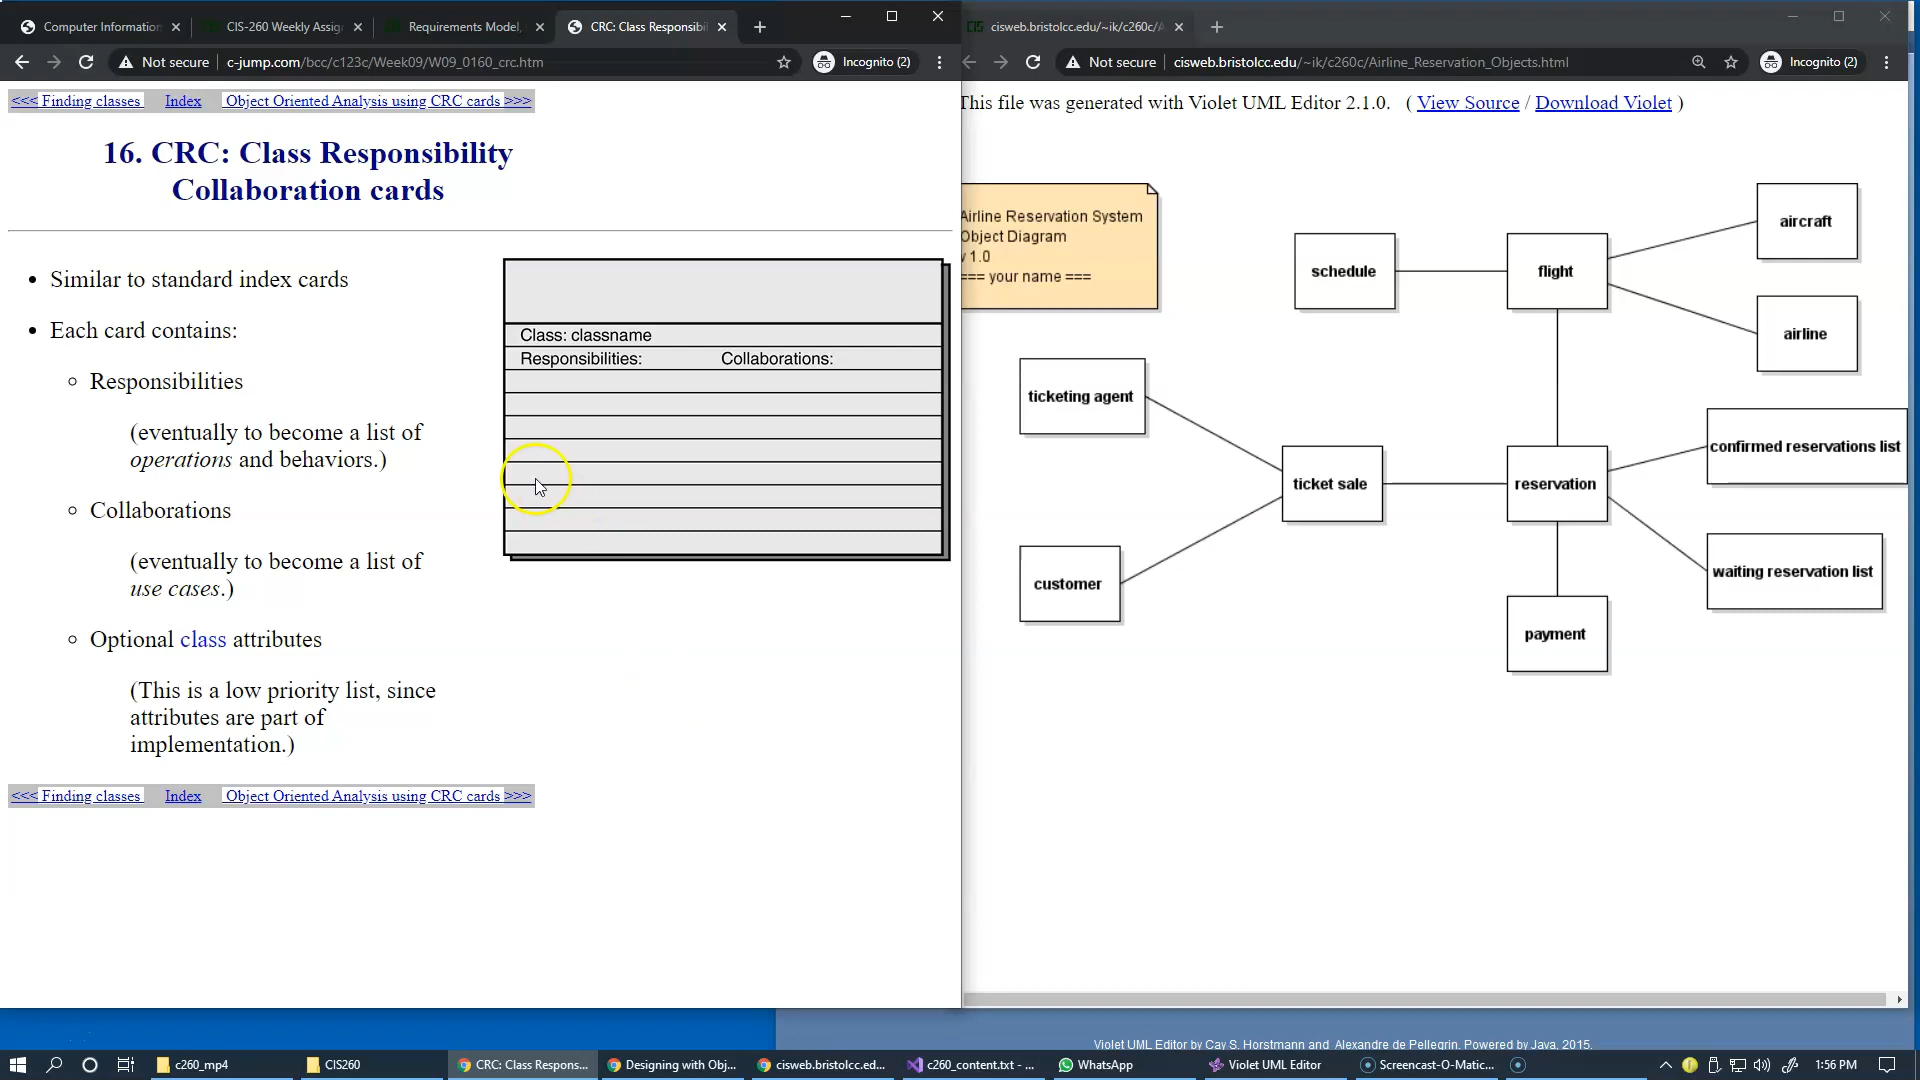 Computer Information
CIS-260 Weekly Assig
Requirements Model,
CRC: Class Responsibil
Not secure
c-jump.com/bcc/c123c/Week09/W09_0160_crc.htm
Incognito (2)
<<< Finding classes Index Object Oriented Analysis using CRC cards >>>
16. CRC: Class Responsibility
Collaboration cards
Similar to standard index cards
Each card contains:
Responsibilities
(eventually to become a list of
operations and behaviors.)
Collaborations
(eventually to become a list of
use cases.)
Optional class attributes
(This is a low priority list, since
attributes are part of
implementation.)
Class: classname
Responsibilities: Collaborations:
<<< Finding classes Index Object Oriented Analysis using CRC cards >>>
cisweb.bristolcc.edu/~ik/c260c/A
Not secure
cisweb.bristolcc.edu/~ik/c260c/Airline_Reservation_Objects.html
Incognito (2)
This file was generated with Violet UML Editor 2.1.0. ( View Source / Download Violet )
Airline Reservation System
Object Diagram
v 1.0
=== your name ===
schedule
flight
aircraft
airline
ticketing agent
confirmed reservations list
ticket sale
reservation
customer
waiting reservation list
payment
Violet UML Editor by Cay S. Horstmann and Alexandre de Pellegrin. Powered by Java, 2015.
c260_mp4
CIS260
CRC: Class Respons...
Designing with Obj...
cisweb.bristolcc.ed...
c260_content.txt - ...
WhatsApp
Violet UML Editor
Screencast-O-Matic...
1:56 PM